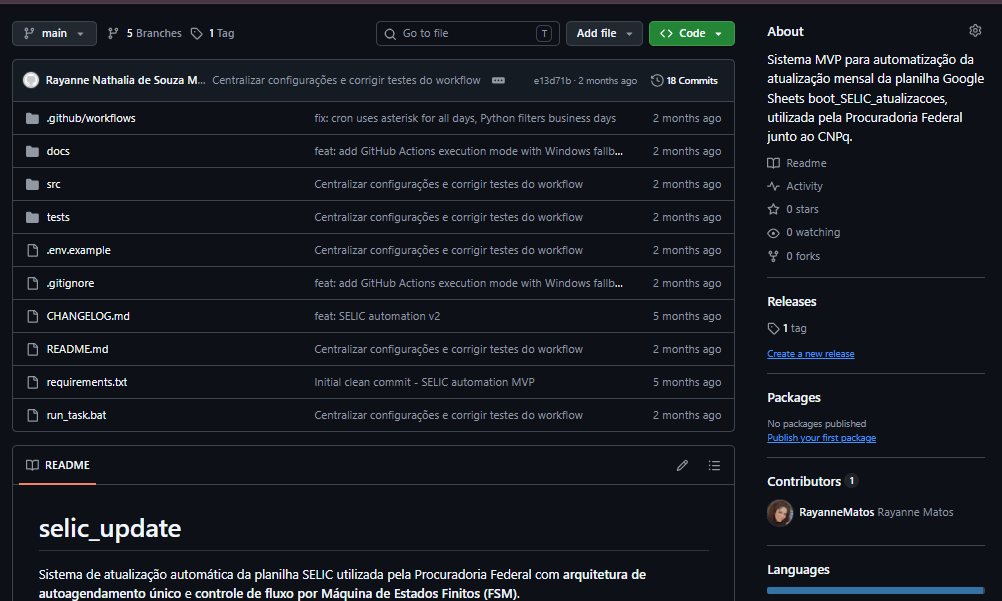 main 5 Branches 1 Tag Go to file T Add file Code
Rayanne Nathalia de Souza M... Centralizar configurações e corrigir testes do workflow e13d71b · 2 months ago 18 Commits
.github/workflows fix: cron uses asterisk for all days, Python filters business days 2 months ago
docs feat: add GitHub Actions execution mode with Windows fallb... 2 months ago
src Centralizar configurações e corrigir testes do workflow 2 months ago
tests Centralizar configurações e corrigir testes do workflow 2 months ago
.env.example Centralizar configurações e corrigir testes do workflow 2 months ago
.gitignore feat: add GitHub Actions execution mode with Windows fallb... 2 months ago
CHANGELOG.md feat: SELIC automation v2 5 months ago
README.md Centralizar configurações e corrigir testes do workflow 2 months ago
requirements.txt Initial clean commit - SELIC automation MVP 5 months ago
run_task.bat Centralizar configurações e corrigir testes do workflow 2 months ago
README
selic_update
Sistema de atualização automática da planilha SELIC utilizada pela Procuradoria Federal com arquitetura de
autoagendamento único e controle de fluxo por Máquina de Estados Finitos (FSM).
About
Sistema MVP para automatização da
atualização mensal da planilha Google
Sheets boot_SELIC_atualizacoes,
utilizada pela Procuradoria Federal
junto ao CNPq.
Readme
Activity
0 stars
0 watching
0 forks
Releases
1 tag
Create a new release
Packages
No packages published
Publish your first package
Contributors 1
RayanneMatos Rayanne Matos
Languages